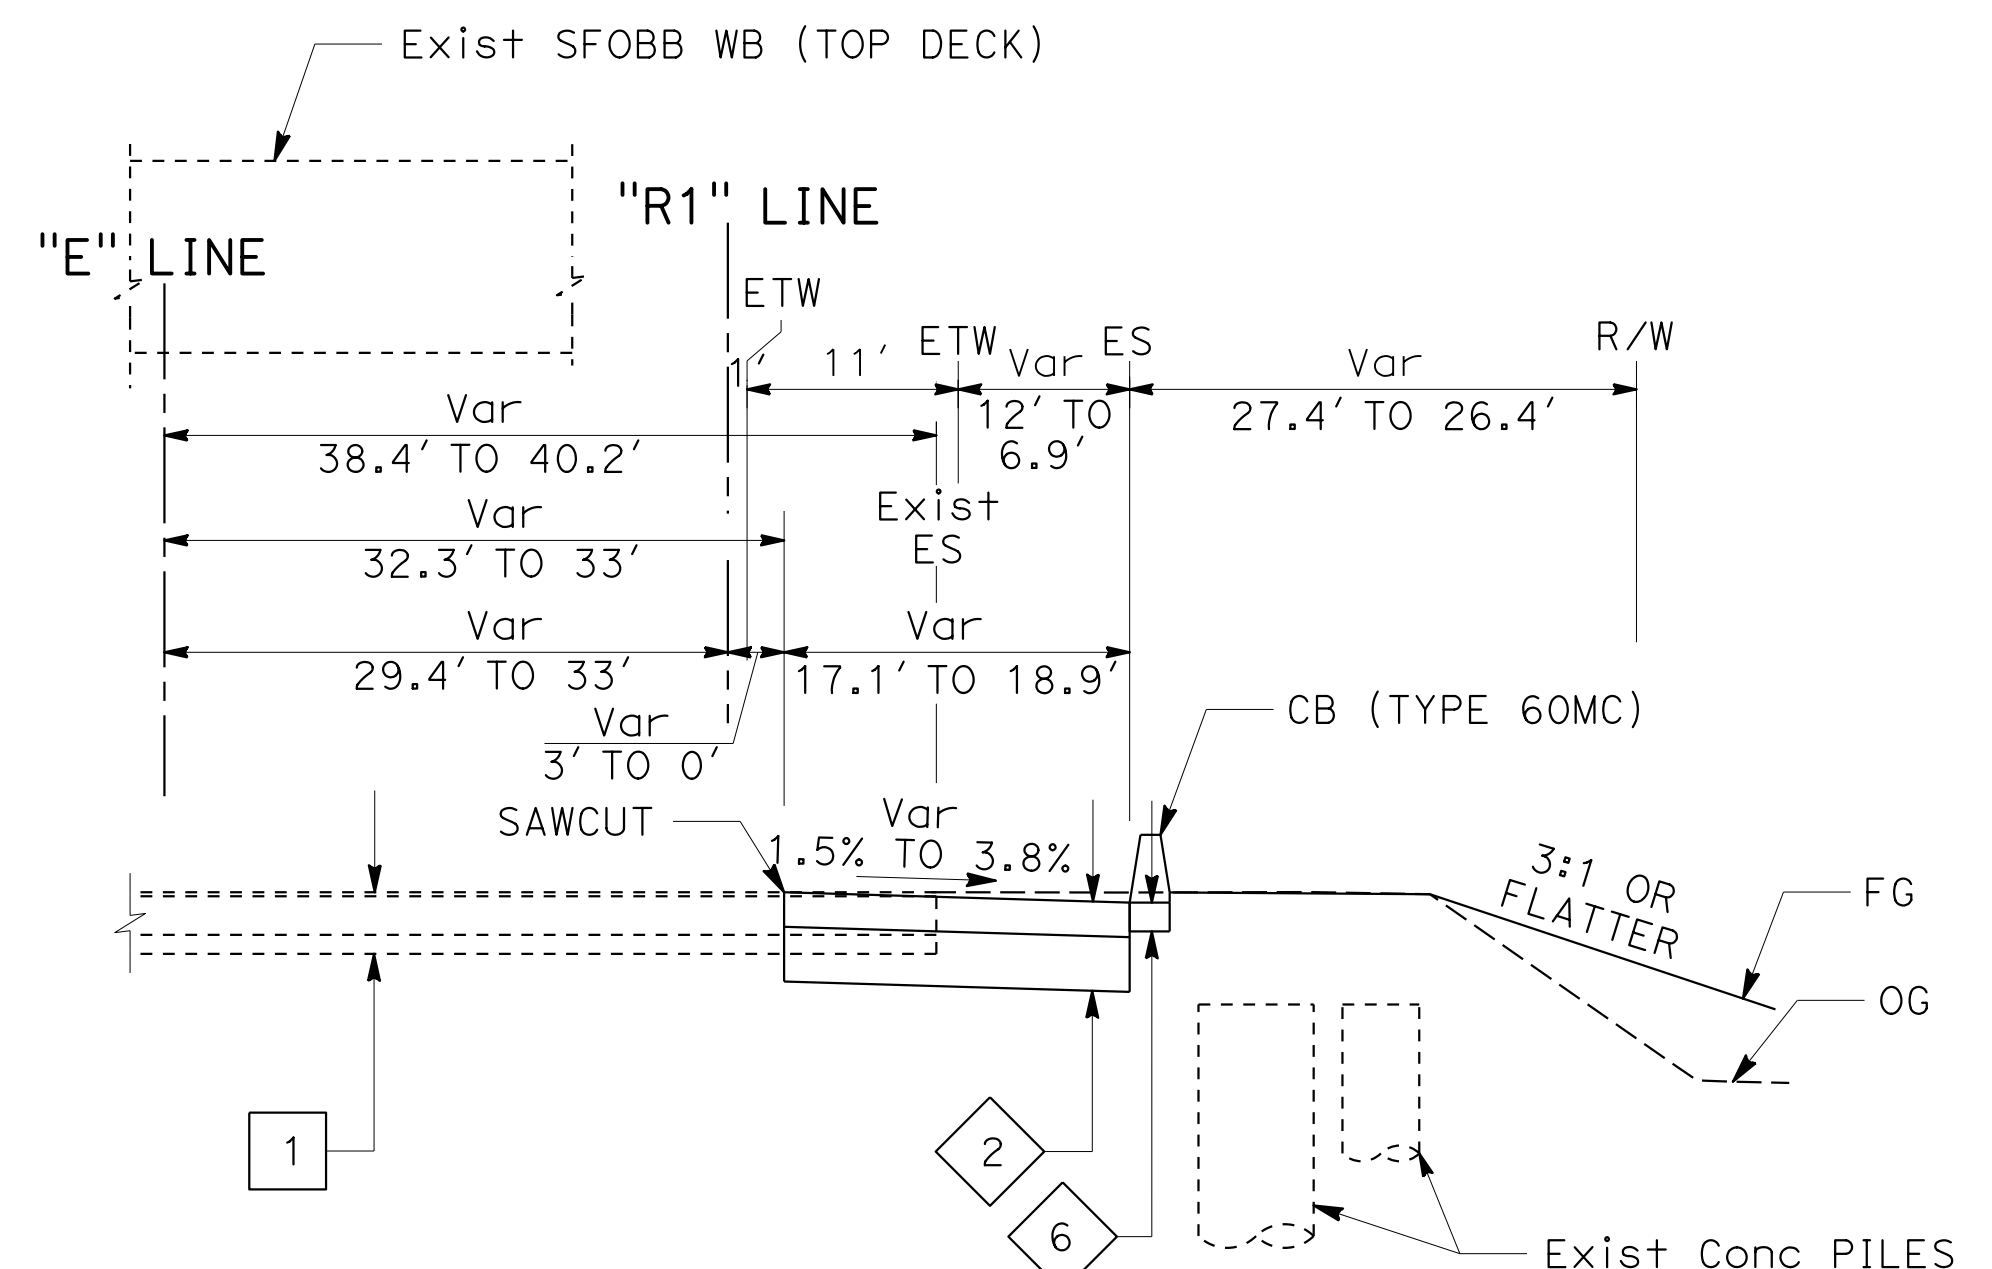 Exist SFOBB WB (TOP DECK)
"R1" LINE
"E" LINE
ETW
ETW
ES
R/W
1'
11'
Var
12' TO
6.9'
Var
27.4' TO 26.4'
Var
38.4' TO 40.2'
Exist
ES
Var
32.3' TO 33'
Var
29.4' TO 33'
Var
17.1' TO 18.9'
Var
3' TO 0'
CB (TYPE 60MC)
SAWCUT
Var
1.5% TO 3.8%
3:1 OR
FLATTER
FG
OG
1
2
6
Exist Conc PILES